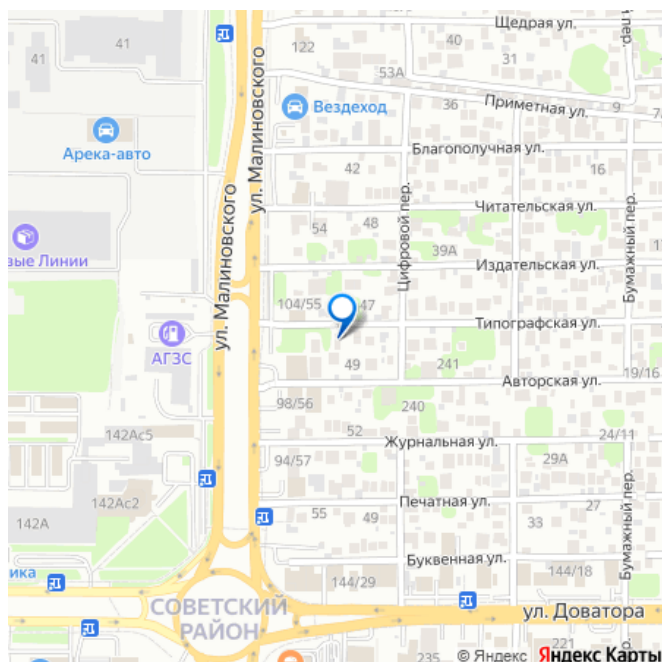 Щедрая ул.
пер.
41
122
40
41
31
53А
ул. Малиновского
Вездеход
36
Приметная ул.
9
7
Арека-авто
Благополучная ул.
42
16
Цифровой пер.
Бумажный пер.
ул. Малиновского
Читательская ул.
54
48
39А
вые Линии
Издательская ул.
104/55
47
Типографская ул.
АГЗС
49
241
19/16
Авторская ул.
98/56
240
142Ас5
52
24/11
Журнальная ул.
94/57
29А
Бумажный пер.
142Ас2
Печатная ул.
27
142А
55
49
33
Буквенная ул.
ика
144/29
144/18
СОВЕТСКИЙ
РАЙОН
ул. Доватора
235
221
© Яндекс Яндекс Карты